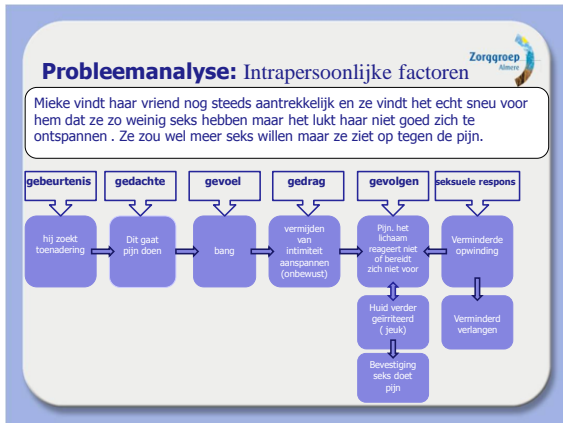 Zorggroep
Almere
Probleemanalyse: Intrapersoonlijke factoren
Mieke vindt haar vriend nog steeds aantrekkelijk en ze vindt het echt sneu voor
hem dat ze zo weinig seks hebben maar het lukt haar niet goed zich te
ontspannen . Ze zou wel meer seks willen maar ze ziet op tegen de pijn.
gebeurtenis
gedachte
gevoel
gedrag
gevolgen
seksuele respons
hij zoekt
toenadering
Dit gaat
pijn doen
bang
vermijden
van
intimiteit
aanspannen
(onbewust)
Pijn. het
lichaam
reageert niet
of bereidt
zich niet voor
Verminderde
opwinding
Huid verder
geïrriteerd
( jeuk)
Verminderd
verlangen
Bevestiging
seks doet
pijn